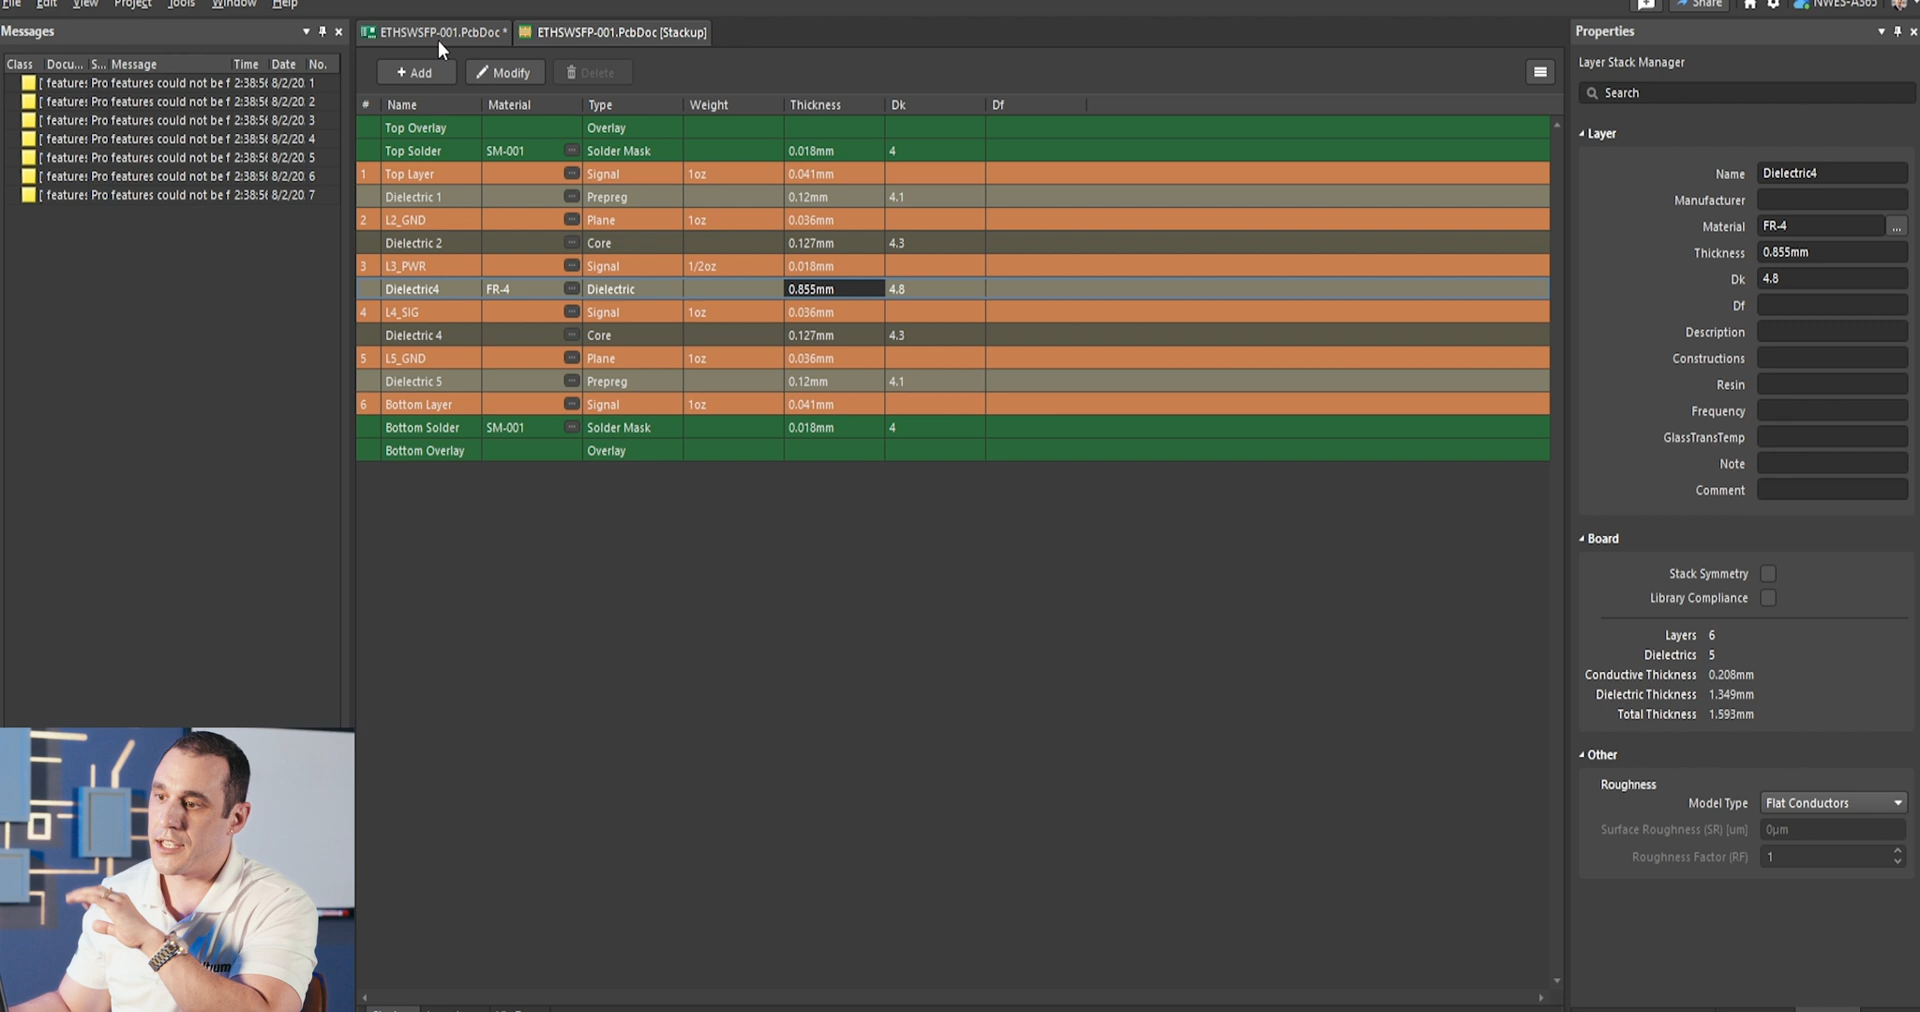 File Edit View Project Tools Window Help
Share NWES-A365
Messages
ETHSWSFP-001.PcbDoc * ETHSWSFP-001.PcbDoc [Stackup]
Properties
Class Docu... S... Message Time Date No.
[ feature: Pro features could not be f 2:38:56 8/2/20. 1
[ feature: Pro features could not be f 2:38:56 8/2/20. 2
[ feature: Pro features could not be f 2:38:56 8/2/20. 3
[ feature: Pro features could not be f 2:38:56 8/2/20. 4
[ feature: Pro features could not be f 2:38:56 8/2/20. 5
[ feature: Pro features could not be f 2:38:56 8/2/20. 6
[ feature: Pro features could not be f 2:38:56 8/2/20. 7
+ Add Modify Delete
# Name Material Type Weight Thickness Dk Df
Top Overlay Overlay
Top Solder SM-001 Solder Mask 0.018mm 4
1 Top Layer Signal 1oz 0.041mm
Dielectric 1 Prepreg 0.12mm 4.1
2 L2_GND Plane 1oz 0.036mm
Dielectric 2 Core 0.127mm 4.3
3 L3_PWR Signal 1/2oz 0.018mm
Dielectric4 FR-4 Dielectric 0.855mm 4.8
4 L4_SIG Signal 1oz 0.036mm
Dielectric 4 Core 0.127mm 4.3
5 L5_GND Plane 1oz 0.036mm
Dielectric 5 Prepreg 0.12mm 4.1
6 Bottom Layer Signal 1oz 0.041mm
Bottom Solder SM-001 Solder Mask 0.018mm 4
Bottom Overlay Overlay
Layer Stack Manager
Search
Layer
Name Dielectric4
Manufacturer
Material FR-4 ...
Thickness 0.855mm
Dk 4.8
Df
Description
Constructions
Resin
Frequency
GlassTransTemp
Note
Comment
Board
Stack Symmetry
Library Compliance
Layers 6
Dielectrics 5
Conductive Thickness 0.208mm
Dielectric Thickness 1.349mm
Total Thickness 1.593mm
Other
Roughness
Model Type Flat Conductors
Surface Roughness (SR) [um] 0µm
Roughness Factor (RF) 1